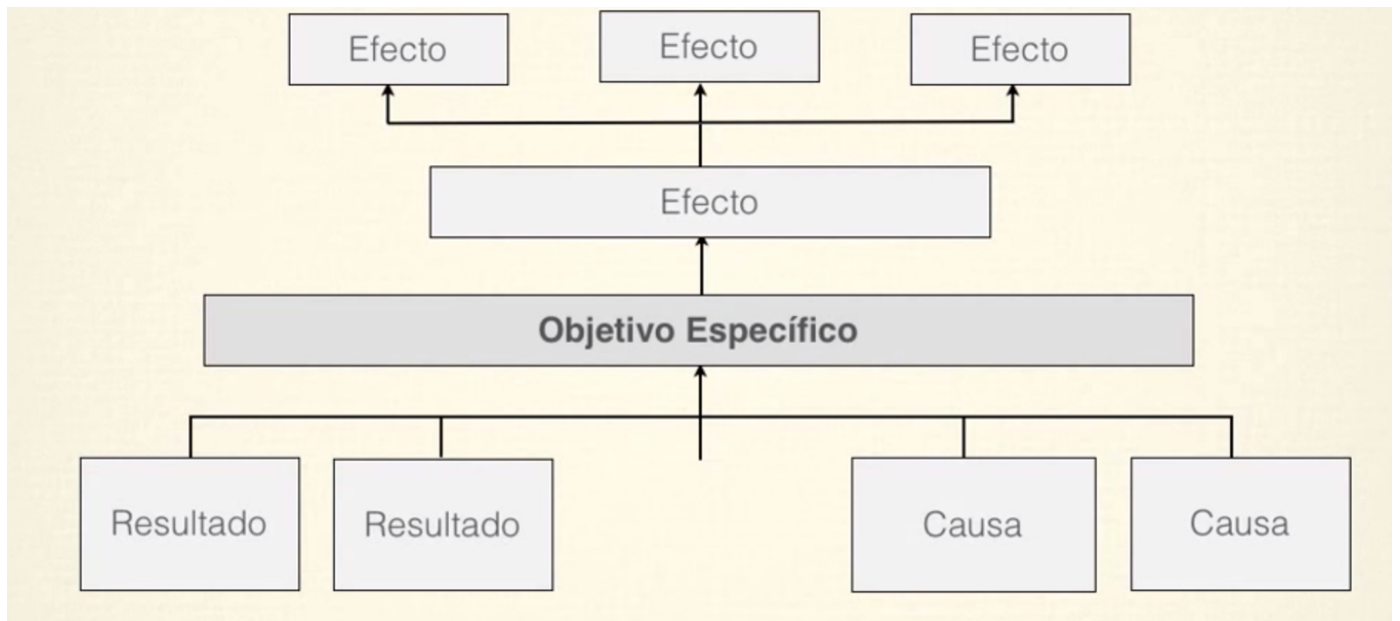 Efecto
Efecto
Efecto
Efecto
Objetivo Específico
Resultado
Resultado
Causa
Causa